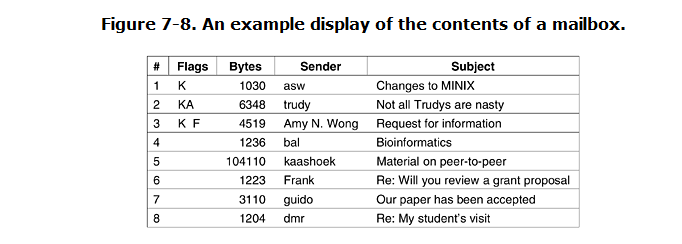 Figure 7-8. An example display of the contents of a mailbox.
# Flags Bytes Sender Subject
1 K 1030 asw Changes to MINIX
2 KA 6348 trudy Not all Trudys are nasty
3 K F 4519 Amy N. Wong Request for information
4 1236 bal Bioinformatics
5 104110 kaashoek Material on peer-to-peer
6 1223 Frank Re: Will you review a grant proposal
7 3110 guido Our paper has been accepted
8 1204 dmr Re: My student's visit